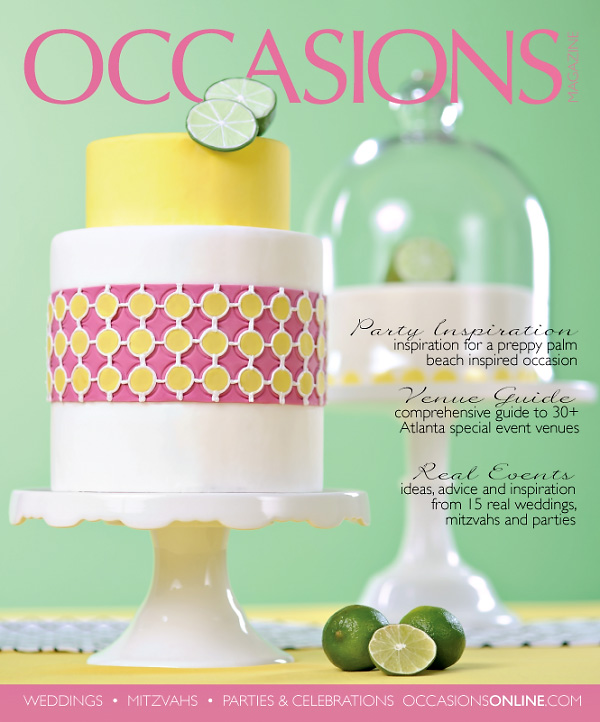 OCCASIONS
MAGAZINE
Party Inspiration
inspiration for a preppy palm
beach inspired occasion
Venue Guide
comprehensive guide to 30+
Atlanta special event venues
Real Events
ideas, advice and inspiration
from 15 real weddings,
mitzvahs and parties
WEDDINGS • MITZVAHS • PARTIES & CELEBRATIONS OCCASIONSONLINE.COM